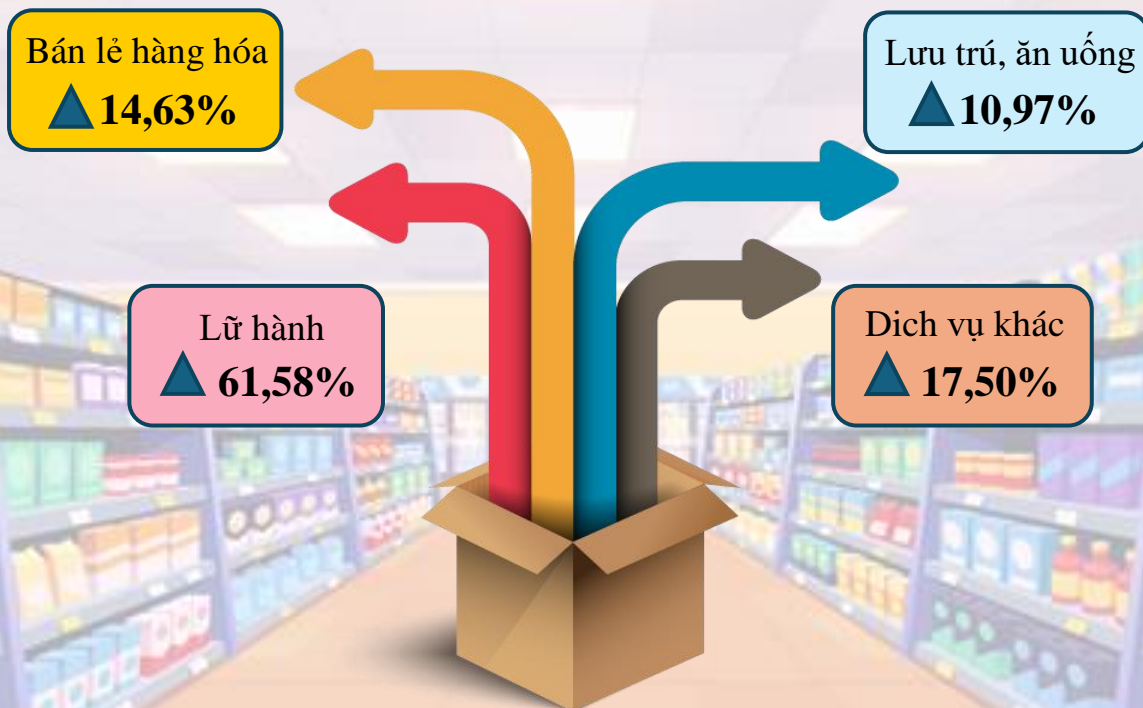 Bán lẻ hàng hóa
14,63%
Lưu trú, ăn uống
10,97%
Lữ hành
61,58%
Dich vụ khác
17,50%